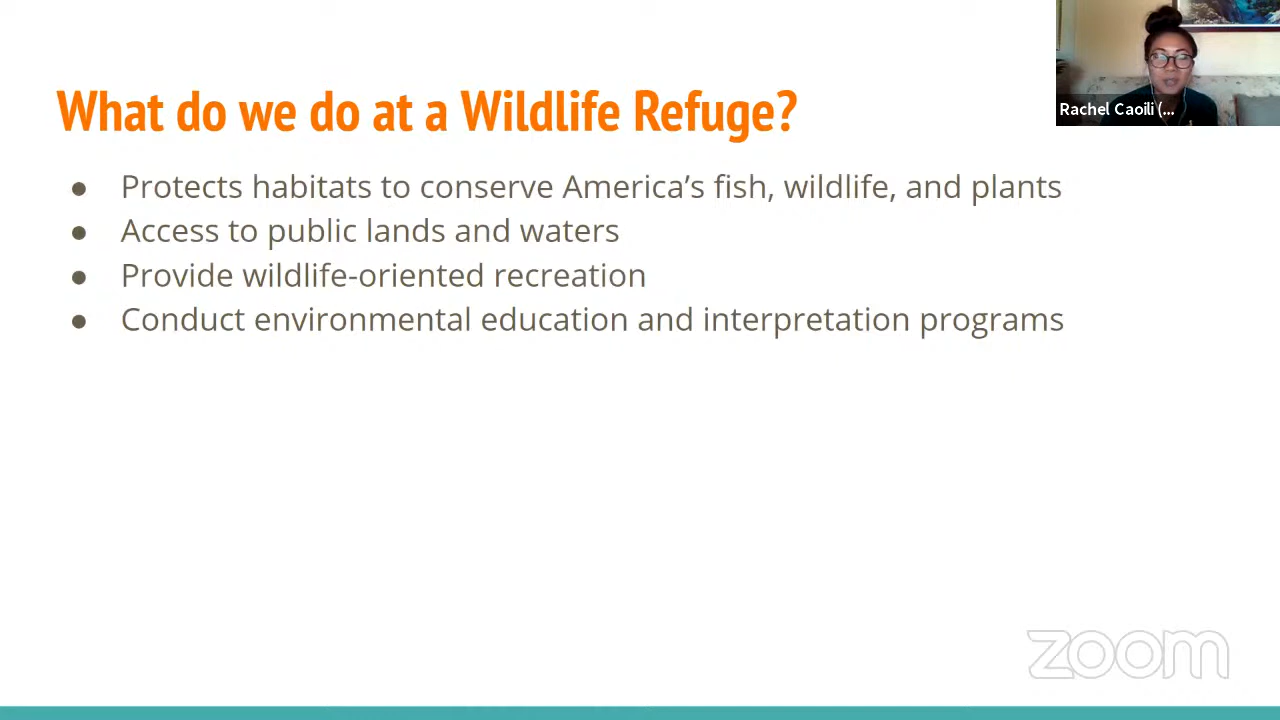 What do we do at a Wildlife Refuge?
● Protects habitats to conserve America’s fish, wildlife, and plants
● Access to public lands and waters
● Provide wildlife-oriented recreation
● Conduct environmental education and interpretation programs
Rachel Caoili (...
zoom